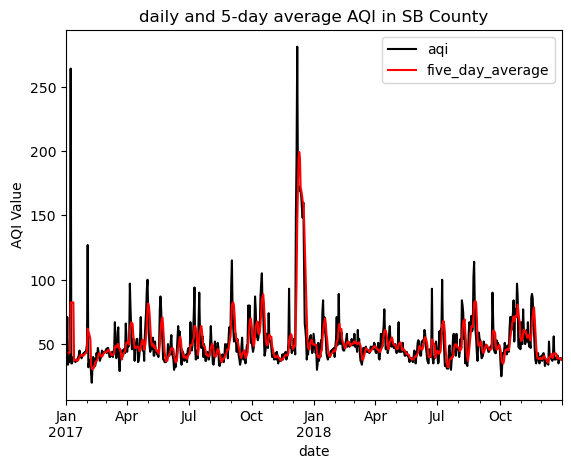 daily and 5-day average AQI in SB County
aqi
five_day_average
250
200
150
100
50
AQI Value
Jan Apr Jul Oct Jan Apr Jul Oct
2017 2018
date